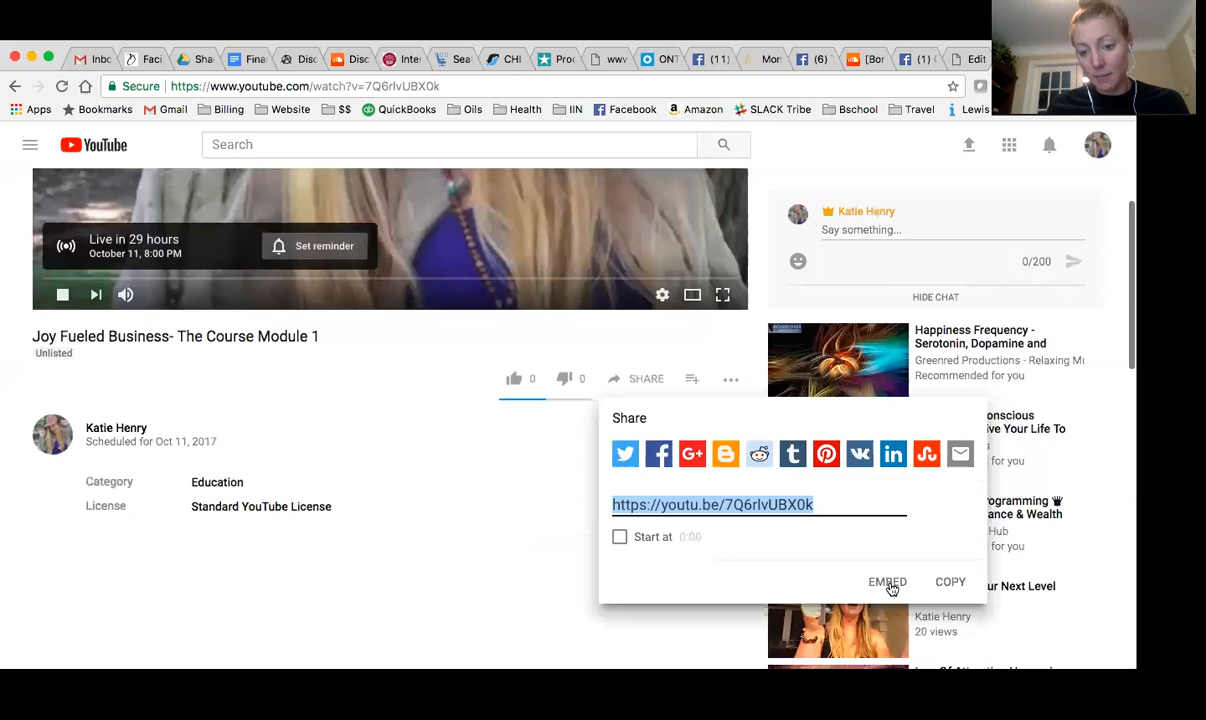 Inbo
Faci
Sha
Fina
Disc
Disc
Inte
Seat
CHI
Pro
www
ONT
(11)
Mor
(6)
[Bor
(1)
Edit
Secure
https://www.youtube.com/watch?v=7Q6rlvUBX0k
Apps
Bookmarks
Gmail
Billing
Website
$$
QuickBooks
Oils
Health
IIN
Facebook
Amazon
SLACK Tribe
Bschool
Travel
Lewis
YouTube
Search
Live in 29 hours
October 11, 8:00 PM
Set reminder
Katie Henry
Say something...
0/200
HIDE CHAT
Joy Fueled Business- The Course Module 1
Unlisted
0
0
SHARE
Katie Henry
Scheduled for Oct 11, 2017
Category
Education
License
Standard YouTube License
Share
https://youtu.be/7Q6rlvUBX0k
Start at
0:00
EMBED
COPY
Happiness Frequency -
Serotonin, Dopamine and
Greenred Productions - Relaxing Mu
Recommended for you
onscious
ive Your Life To
s
for you
ogramming
ance & Wealth
Hub
for you
ur Next Level
Katie Henry
20 views